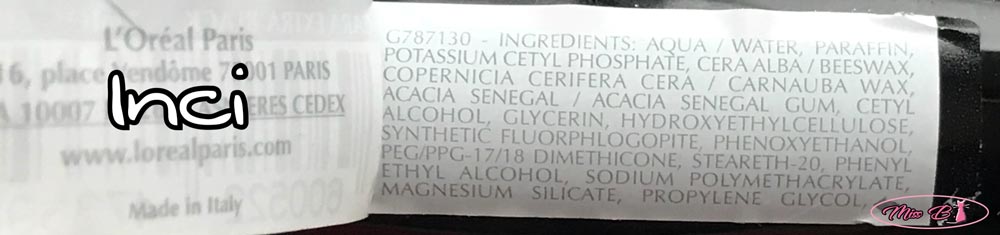 L'Oréal Paris
16, place Vendôme 75001 PARIS
10007
ÈRES CEDEX
Inci
www.lorealparis.com
Made in Italy
G787130 - INGREDIENTS: AQUA / WATER, PARAFFIN,
POTASSIUM CETYL PHOSPHATE, CERA ALBA / BEESWAX,
COPERNICIA CERIFERA CERA / CARNAUBA WAX,
ACACIA SENEGAL / ACACIA SENEGAL GUM, CETYL
ALCOHOL, GLYCERIN, HYDROXYETHYLCELLULOSE,
SYNTHETIC FLUORPHLOGOPITE, PHENOXYETHANOL,
PEG/PPG-17/18 DIMETHICONE, STEARETH-20, PHENYL
ETHYL ALCOHOL, SODIUM POLYMETHACRYLATE,
MAGNESIUM SILICATE, PROPYLENE GLYCOL,
Miss B